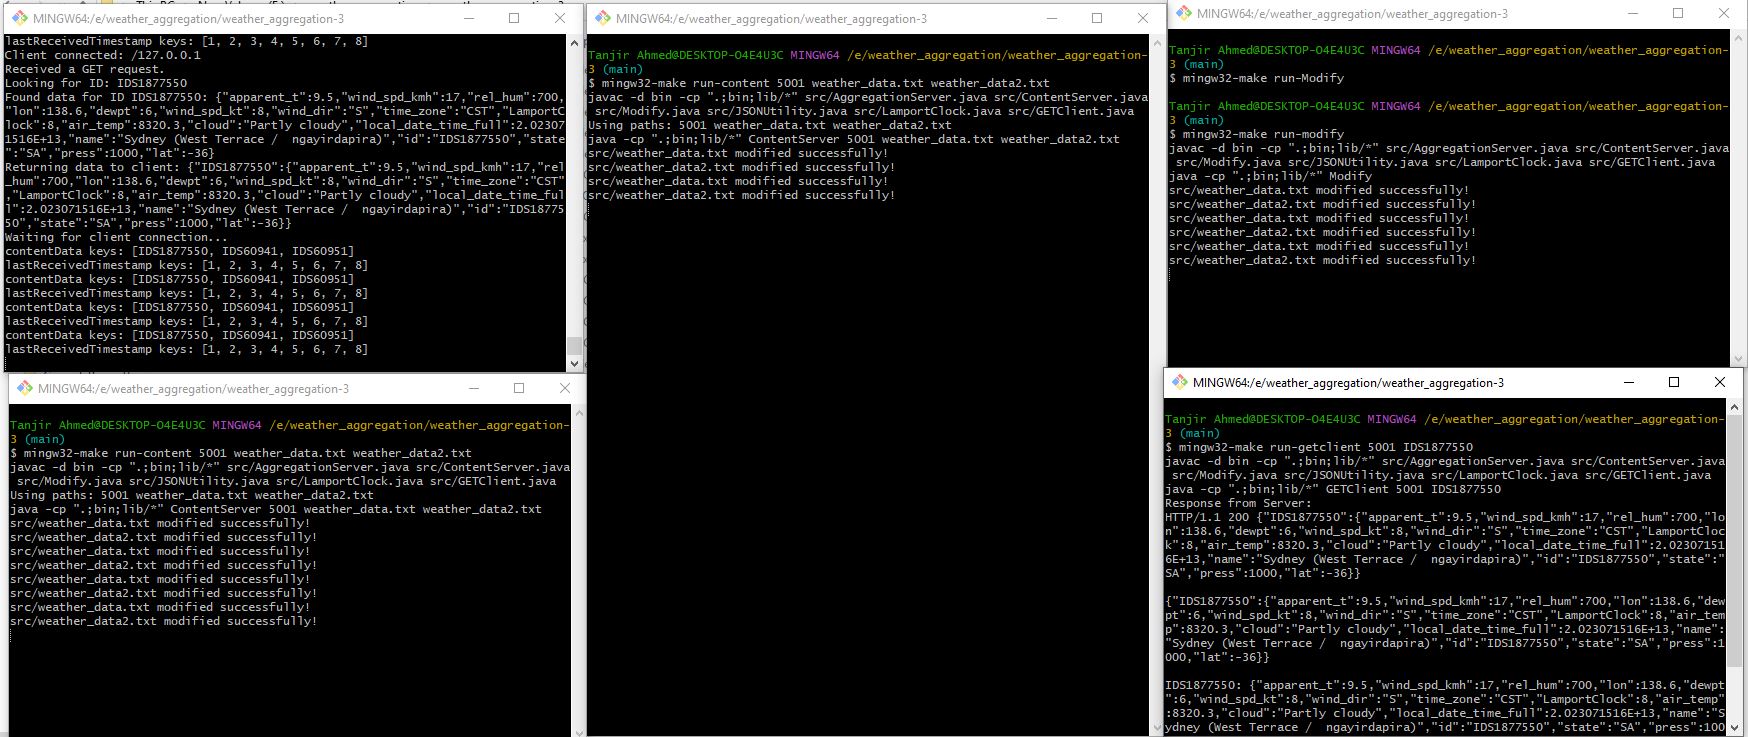 MINGW64:/e/weather_aggregation/weather_aggregation-3
lastReceivedTimestamp keys: [1, 2, 3, 4, 5, 6, 7, 8]
Client connected: /127.0.0.1
Received a GET request.
Looking for ID: IDS1877550
Found data for ID IDS1877550: {"apparent_t":9.5,"wind_spd_kmh":17,"rel_hum":700,
"lon":138.6,"dewpt":6,"wind_spd_kt":8,"wind_dir":"S","time_zone":"CST","LamportC
lock":8,"air_temp":8320.3,"cloud":"Partly cloudy","local_date_time_full":2.02307
1516E+13,"name":"Sydney (West Terrace /  ngayirdapira)","id":"IDS1877550","state
":"SA","press":1000,"lat":-36}
Returning data to client: {"IDS1877550":{"apparent_t":9.5,"wind_spd_kmh":17,"rel
_hum":700,"lon":138.6,"dewpt":6,"wind_spd_kt":8,"wind_dir":"S","time_zone":"CST"
,"LamportClock":8,"air_temp":8320.3,"cloud":"Partly cloudy","local_date_time_ful
l":2.023071516E+13,"name":"Sydney (West Terrace /  ngayirdapira)","id":"IDS18775
50","state":"SA","press":1000,"lat":-36}}
Waiting for client connection...
contentData keys: [IDS1877550, IDS60941, IDS60951]
lastReceivedTimestamp keys: [1, 2, 3, 4, 5, 6, 7, 8]
contentData keys: [IDS1877550, IDS60941, IDS60951]
lastReceivedTimestamp keys: [1, 2, 3, 4, 5, 6, 7, 8]
contentData keys: [IDS1877550, IDS60941, IDS60951]
lastReceivedTimestamp keys: [1, 2, 3, 4, 5, 6, 7, 8]
contentData keys: [IDS1877550, IDS60941, IDS60951]
lastReceivedTimestamp keys: [1, 2, 3, 4, 5, 6, 7, 8]
MINGW64:/e/weather_aggregation/weather_aggregation-3
Tanjir Ahmed@DESKTOP-O4E4U3C MINGW64 /e/weather_aggregation/weather_aggregation-
3 (main)
$ mingw32-make run-content 5001 weather_data.txt weather_data2.txt
javac -d bin -cp ".;bin;lib/*" src/AggregationServer.java src/ContentServer.java
 src/Modify.java src/JSONUtility.java src/LamportClock.java src/GETClient.java
Using paths: 5001 weather_data.txt weather_data2.txt
java -cp ".;bin;lib/*" ContentServer 5001 weather_data.txt weather_data2.txt
src/weather_data.txt modified successfully!
src/weather_data2.txt modified successfully!
src/weather_data.txt modified successfully!
src/weather_data2.txt modified successfully!
MINGW64:/e/weather_aggregation/weather_aggregation-3
Tanjir Ahmed@DESKTOP-O4E4U3C MINGW64 /e/weather_aggregation/weather_aggregation-
3 (main)
$ mingw32-make run-Modify
Tanjir Ahmed@DESKTOP-O4E4U3C MINGW64 /e/weather_aggregation/weather_aggregation-
3 (main)
$ mingw32-make run-modify
javac -d bin -cp ".;bin;lib/*" src/AggregationServer.java src/ContentServer.java
 src/Modify.java src/JSONUtility.java src/LamportClock.java src/GETClient.java
java -cp ".;bin;lib/*" Modify
src/weather_data.txt modified successfully!
src/weather_data2.txt modified successfully!
src/weather_data.txt modified successfully!
src/weather_data2.txt modified successfully!
src/weather_data.txt modified successfully!
src/weather_data2.txt modified successfully!
MINGW64:/e/weather_aggregation/weather_aggregation-3
Tanjir Ahmed@DESKTOP-O4E4U3C MINGW64 /e/weather_aggregation/weather_aggregation-
3 (main)
$ mingw32-make run-content 5001 weather_data.txt weather_data2.txt
javac -d bin -cp ".;bin;lib/*" src/AggregationServer.java src/ContentServer.java
 src/Modify.java src/JSONUtility.java src/LamportClock.java src/GETClient.java
Using paths: 5001 weather_data.txt weather_data2.txt
java -cp ".;bin;lib/*" ContentServer 5001 weather_data.txt weather_data2.txt
src/weather_data.txt modified successfully!
src/weather_data2.txt modified successfully!
src/weather_data.txt modified successfully!
src/weather_data2.txt modified successfully!
src/weather_data.txt modified successfully!
src/weather_data2.txt modified successfully!
src/weather_data.txt modified successfully!
src/weather_data2.txt modified successfully!
MINGW64:/e/weather_aggregation/weather_aggregation-3
Tanjir Ahmed@DESKTOP-O4E4U3C MINGW64 /e/weather_aggregation/weather_aggregation-
3 (main)
$ mingw32-make run-getclient 5001 IDS1877550
javac -d bin -cp ".;bin;lib/*" src/AggregationServer.java src/ContentServer.java
 src/Modify.java src/JSONUtility.java src/LamportClock.java src/GETClient.java
java -cp ".;bin;lib/*" GETClient 5001 IDS1877550
Response from Server:
HTTP/1.1 200 {"IDS1877550":{"apparent_t":9.5,"wind_spd_kmh":17,"rel_hum":700,"lo
n":138.6,"dewpt":6,"wind_spd_kt":8,"wind_dir":"S","time_zone":"CST","LamportCloc
k":8,"air_temp":8320.3,"cloud":"Partly cloudy","local_date_time_full":2.02307151
6E+13,"name":"Sydney (West Terrace /  ngayirdapira)","id":"IDS1877550","state":"
SA","press":1000,"lat":-36}}
{"IDS1877550":{"apparent_t":9.5,"wind_spd_kmh":17,"rel_hum":700,"lon":138.6,"dew
pt":6,"wind_spd_kt":8,"wind_dir":"S","time_zone":"CST","LamportClock":8,"air_tem
p":8320.3,"cloud":"Partly cloudy","local_date_time_full":2.023071516E+13,"name":
"Sydney (West Terrace /  ngayirdapira)","id":"IDS1877550","state":"SA","press":1
000,"lat":-36}}
IDS1877550: {"apparent_t":9.5,"wind_spd_kmh":17,"rel_hum":700,"lon":138.6,"dewpt
":6,"wind_spd_kt":8,"wind_dir":"S","time_zone":"CST","LamportClock":8,"air_temp"
:8320.3,"cloud":"Partly cloudy","local_date_time_full":2.023071516E+13,"name":"S
ydney (West Terrace /  ngayirdapira)","id":"IDS1877550","state":"SA","press":100